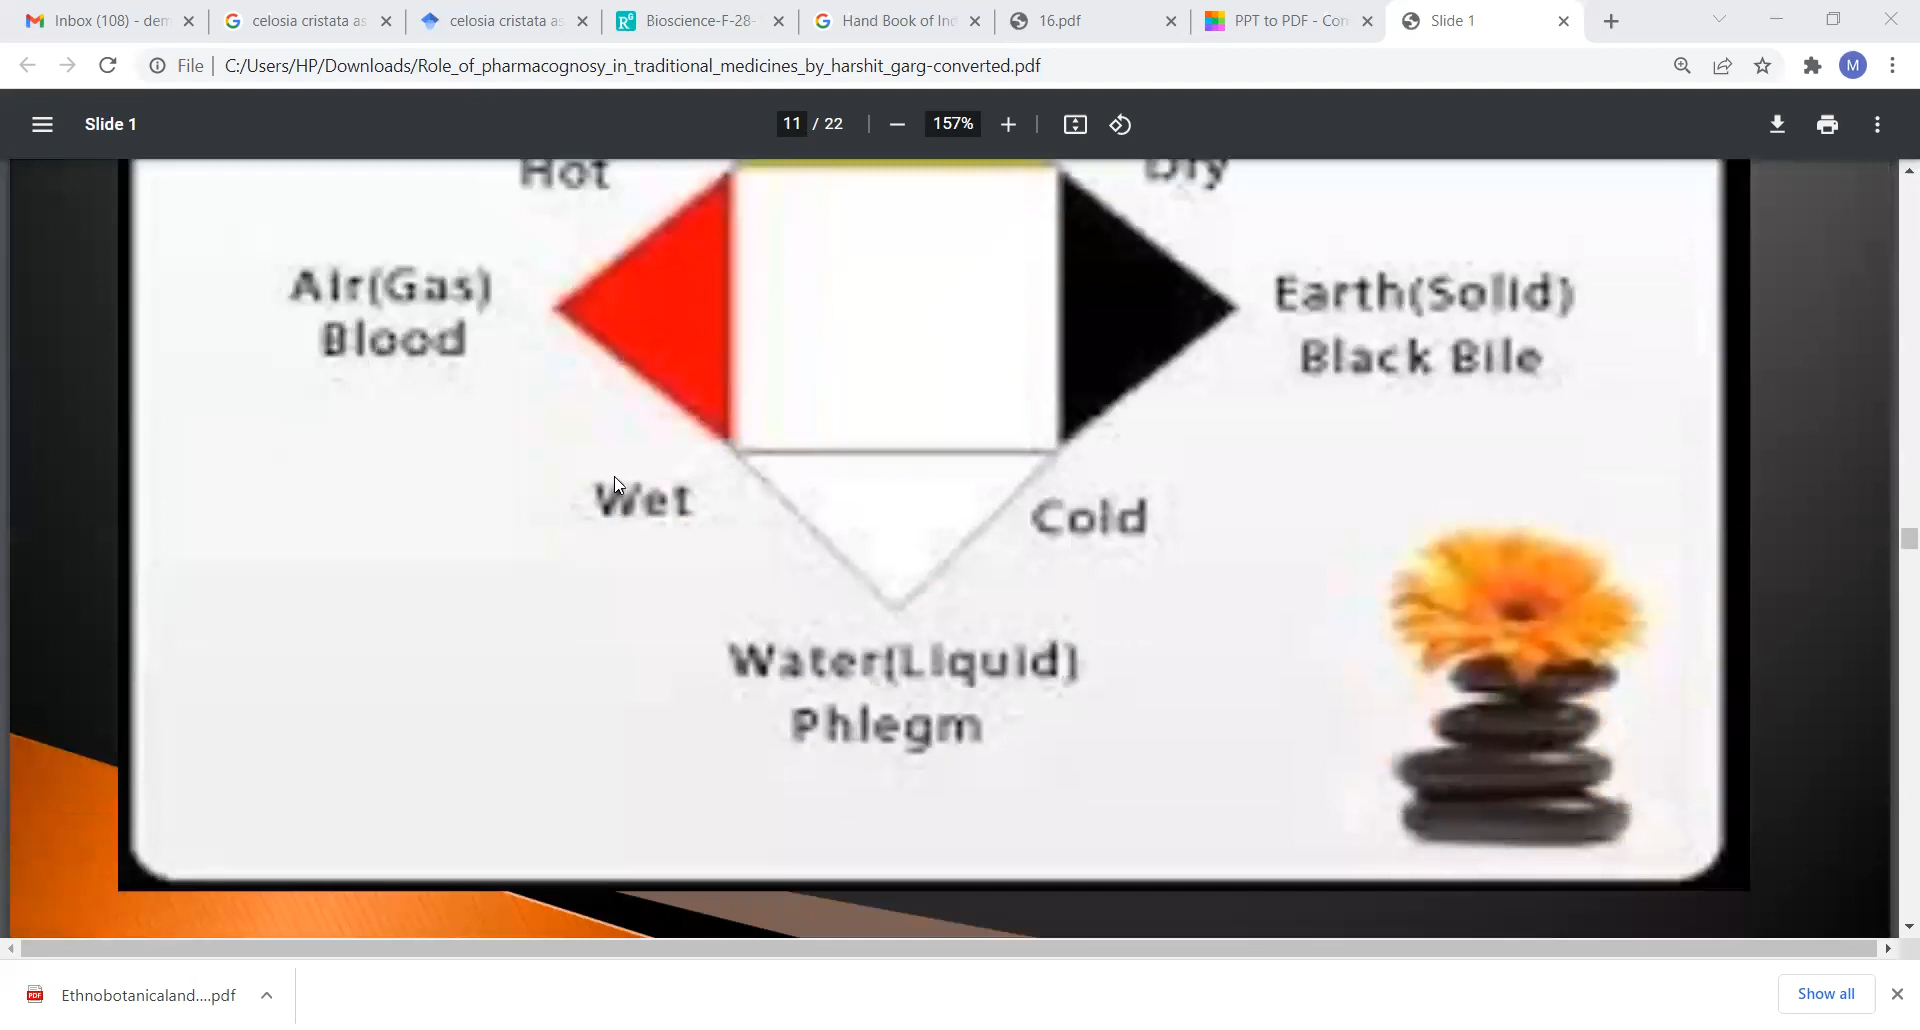 Inbox (108) - dem
celosia cristata as
celosia cristata as
Bioscience-F-28-
Hand Book of Ind
16.pdf
PPT to PDF - Con
Slide 1
File
C:/Users/HP/Downloads/Role_of_pharmacognosy_in_traditional_medicines_by_harshit_garg-converted.pdf
M
Slide 1
11 / 22
157%
Hot
Dry
Air(Gas)
Blood
Earth(Solid)
Black Bile
Wet
Cold
Water(Liquid)
Phlegm
PDF
Ethnobotanicaland....pdf
Show all